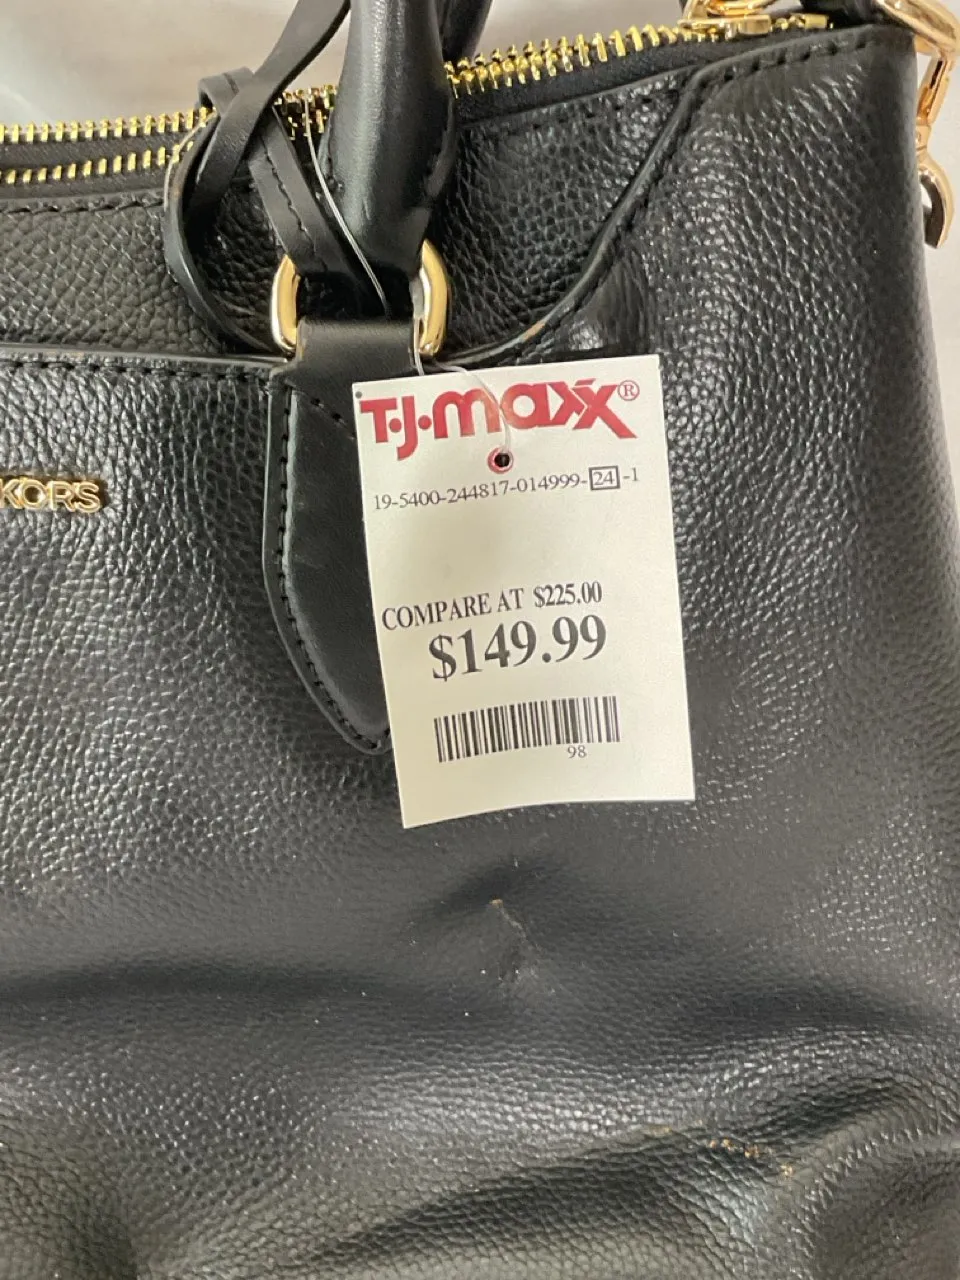 T.J.maxx®
19-5400-244817-014999-24-1
KORS
COMPARE AT $225.00
$149.99
98